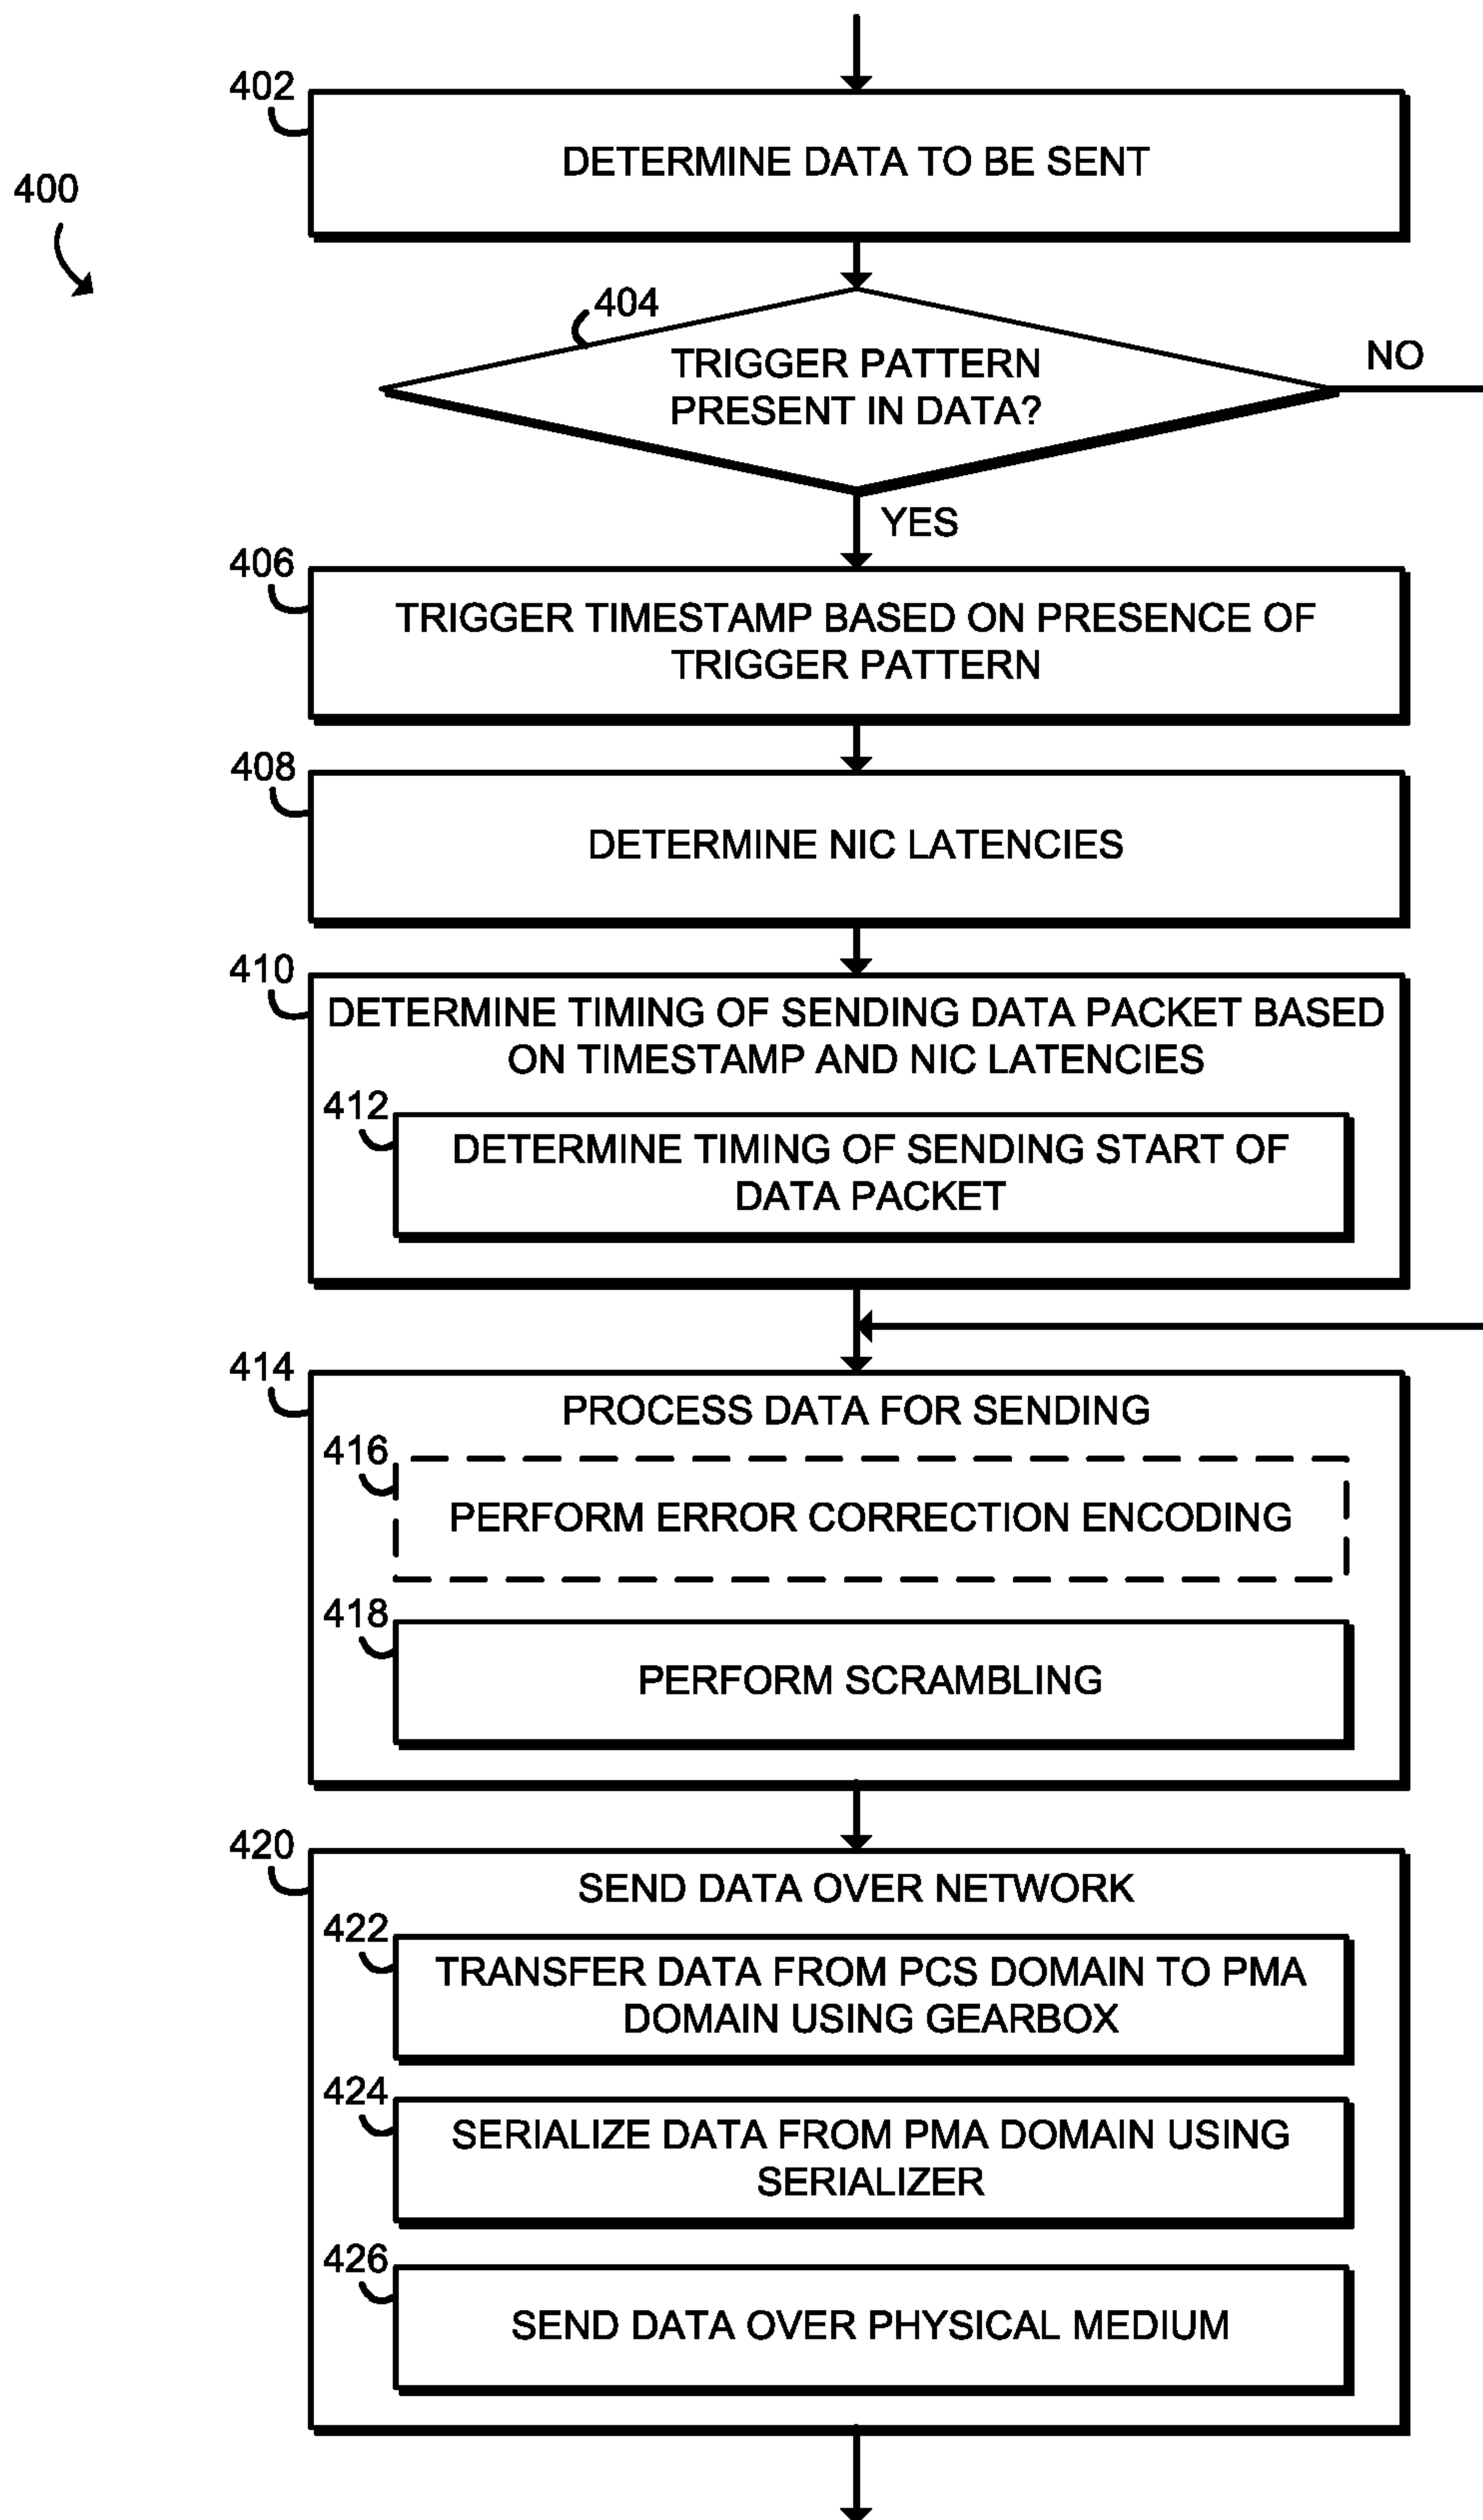 402
DETERMINE DATA TO BE SENT
400
404
TRIGGER PATTERN
PRESENT IN DATA?
NO
YES
406
TRIGGER TIMESTAMP BASED ON PRESENCE OF
TRIGGER PATTERN
408
DETERMINE NIC LATENCIES
410
DETERMINE TIMING OF SENDING DATA PACKET BASED
ON TIMESTAMP AND NIC LATENCIES
412
DETERMINE TIMING OF SENDING START OF
DATA PACKET
414
PROCESS DATA FOR SENDING
416
PERFORM ERROR CORRECTION ENCODING
418
PERFORM SCRAMBLING
420
SEND DATA OVER NETWORK
422
TRANSFER DATA FROM PCS DOMAIN TO PMA
DOMAIN USING GEARBOX
424
SERIALIZE DATA FROM PMA DOMAIN USING
SERIALIZER
426
SEND DATA OVER PHYSICAL MEDIUM